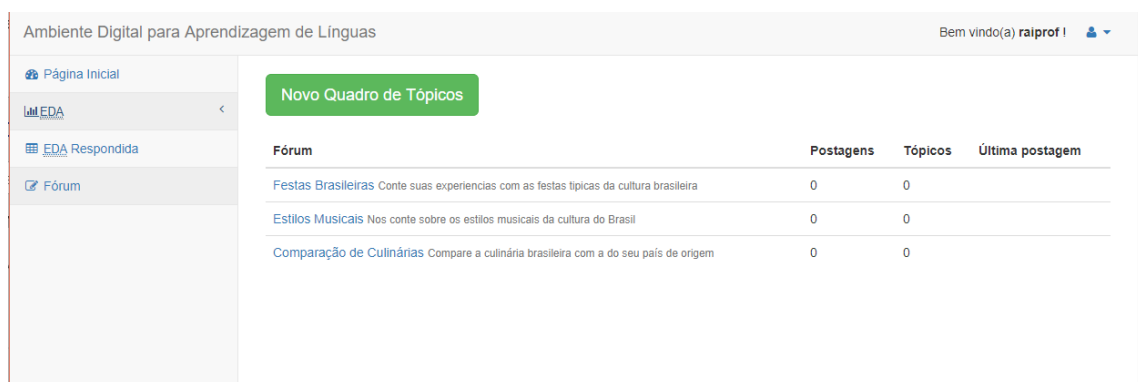 Ambiente Digital para Aprendizagem de Línguas
Bem vindo(a) raiprof !
Página Inicial
EDA
EDA Respondida
Fórum
Novo Quadro de Tópicos
Fórum Postagens Tópicos Última postagem
Festas Brasileiras Conte suas experiencias com as festas tipicas da cultura brasileira 0 0
Estilos Musicais Nos conte sobre os estilos musicais da cultura do Brasil 0 0
Comparação de Culinárias Compare a culinária brasileira com a do seu país de origem 0 0